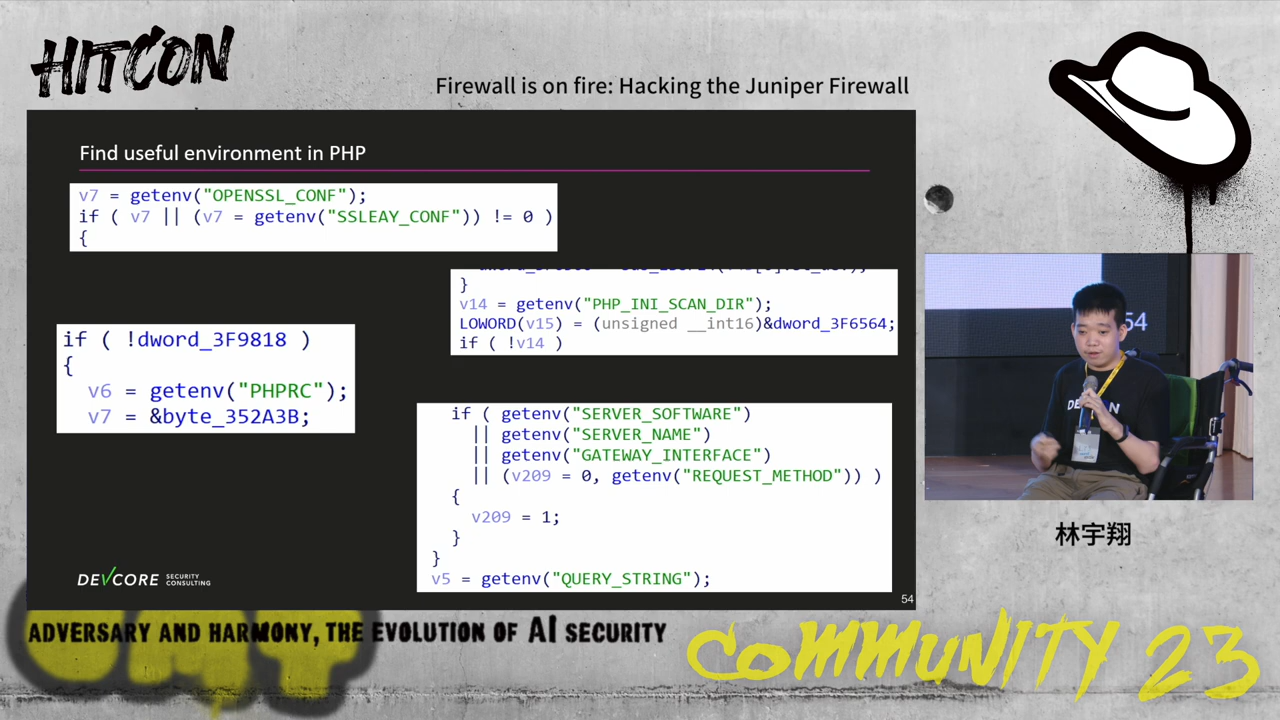 HITCON
Firewall is on fire: Hacking the Juniper Firewall
Find useful environment in PHP
v7 = getenv("OPENSSL_CONF");
if ( v7 || (v7 = getenv("SSLEAY_CONF")) != 0 )
{
}
v14 = getenv("PHP_INI_SCAN_DIR");
LOWORD(v15) = (unsigned __int16)&dword_3F6564;
if ( !v14 )
if ( !dword_3F9818 )
{
v6 = getenv("PHPRC");
v7 = &byte_352A3B;
if ( getenv("SERVER_SOFTWARE")
|| getenv("SERVER_NAME")
|| getenv("GATEWAY_INTERFACE")
|| (v209 = 0, getenv("REQUEST_METHOD")) )
{
v209 = 1;
}
}
v5 = getenv("QUERY_STRING");
DEVCORE SECURITY CONSULTING
54
54
林宇翔
ADVERSARY AND HARMONY, THE EVOLUTION OF AI SECURITY
COMMUNITY 23